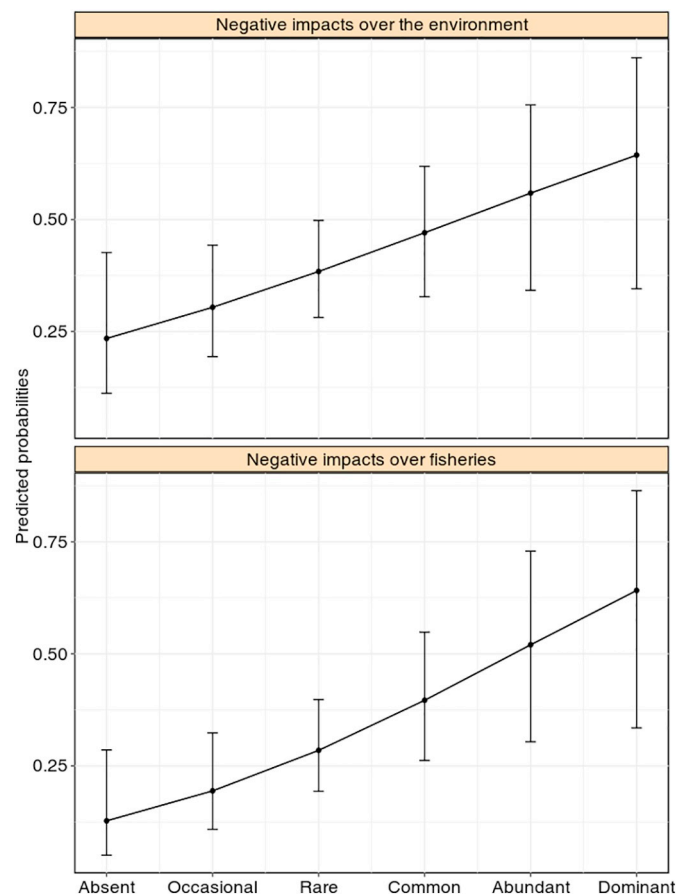 Negative impacts over the environment
0.75
0.50
0.25
Predicted probabilities
Negative impacts over fisheries
0.75
0.50
0.25
Absent Occasional Rare Common Abundant Dominant